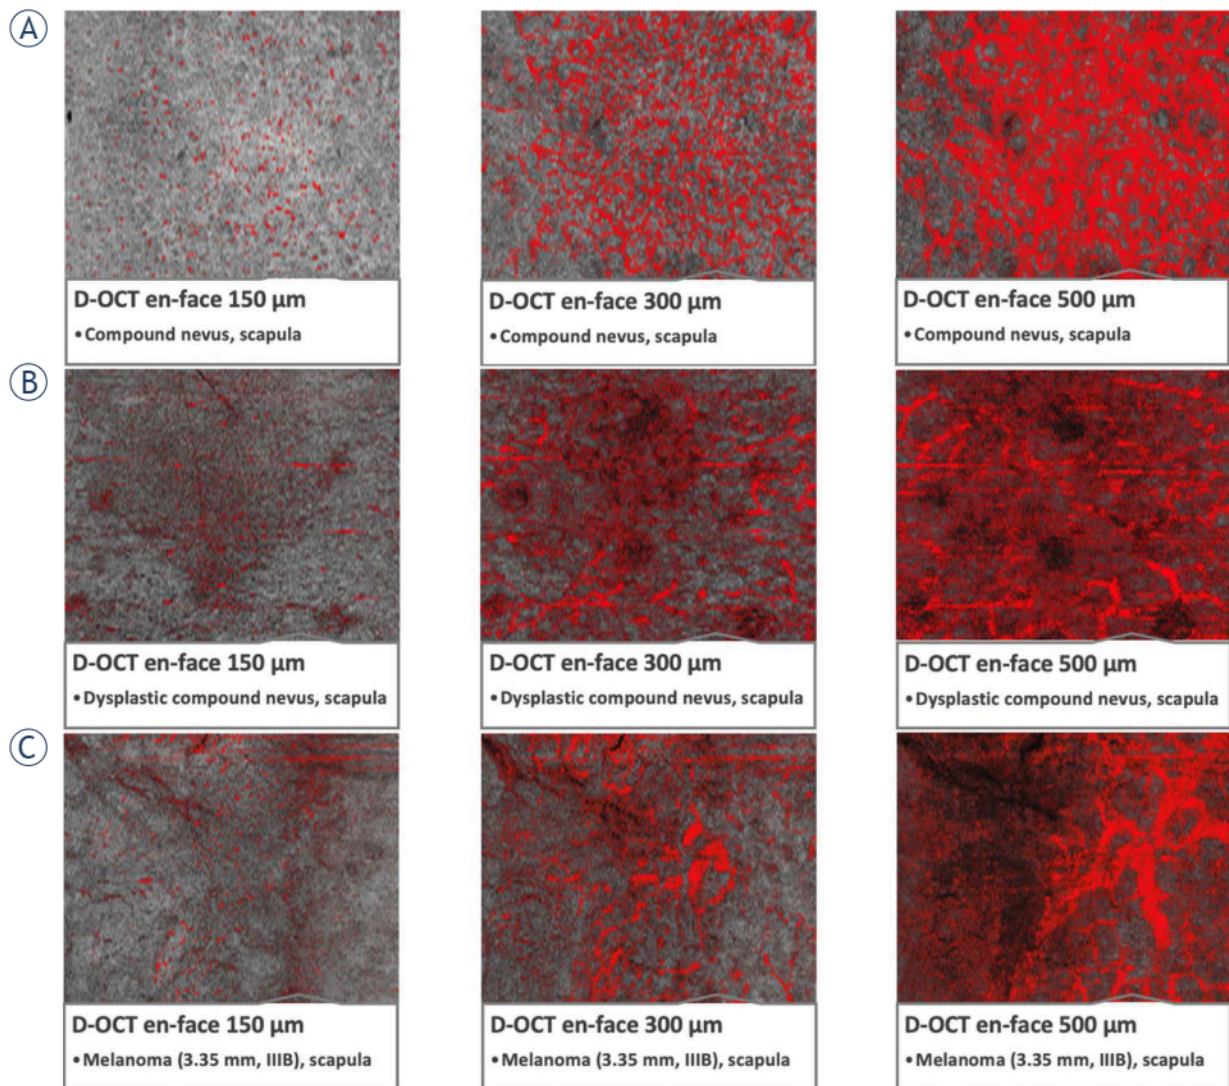 A
D-OCT en-face 150 µm
• Compound nevus, scapula
D-OCT en-face 300 µm
• Compound nevus, scapula
D-OCT en-face 500 µm
• Compound nevus, scapula
B
D-OCT en-face 150 µm
• Dysplastic compound nevus, scapula
D-OCT en-face 300 µm
• Dysplastic compound nevus, scapula
D-OCT en-face 500 µm
• Dysplastic compound nevus, scapula
C
D-OCT en-face 150 µm
• Melanoma (3.35 mm, IIIB), scapula
D-OCT en-face 300 µm
• Melanoma (3.35 mm, IIIB), scapula
D-OCT en-face 500 µm
• Melanoma (3.35 mm, IIIB), scapula